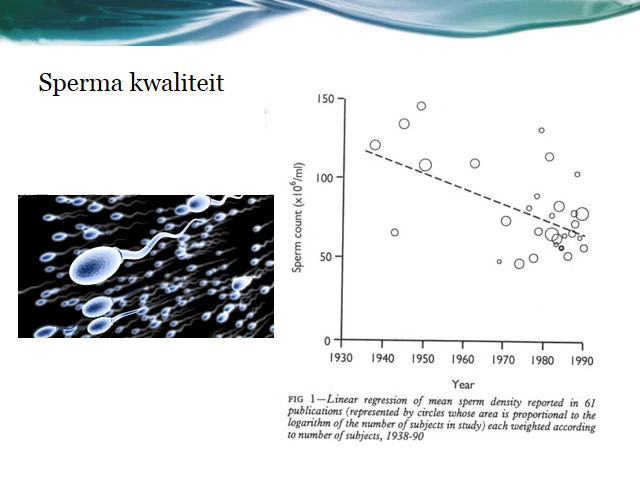 Sperma kwaliteit
150
100
50
0
Sperm count (x10⁶/ml)
1930 1940 1950 1960 1970 1980 1990
Year
FIG 1—Linear regression of mean sperm density reported in 61
publications (represented by circles whose area is proportional to the
logarithm of the number of subjects in study) each weighted according
to number of subjects, 1938-90